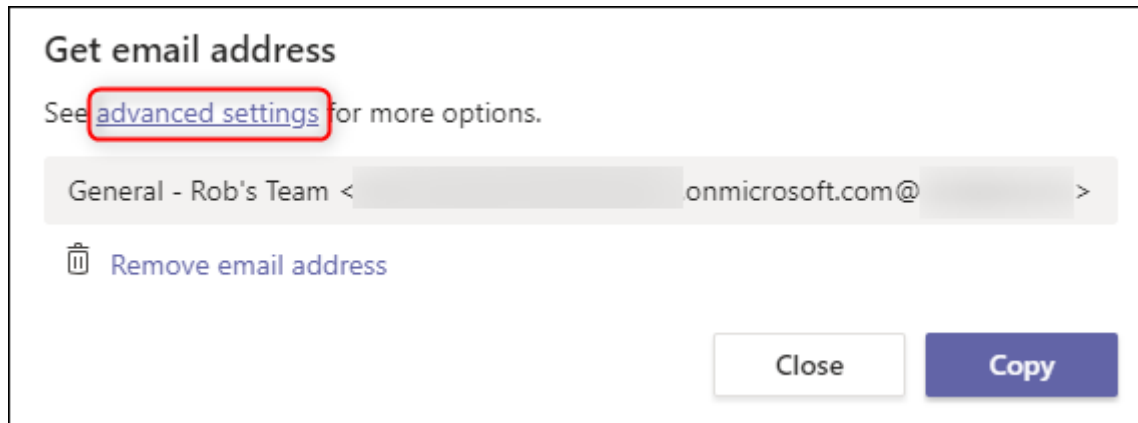 Get email address
See advanced settings for more options.
General - Rob's Team < .onmicrosoft.com@ >
Remove email address
Close
Copy